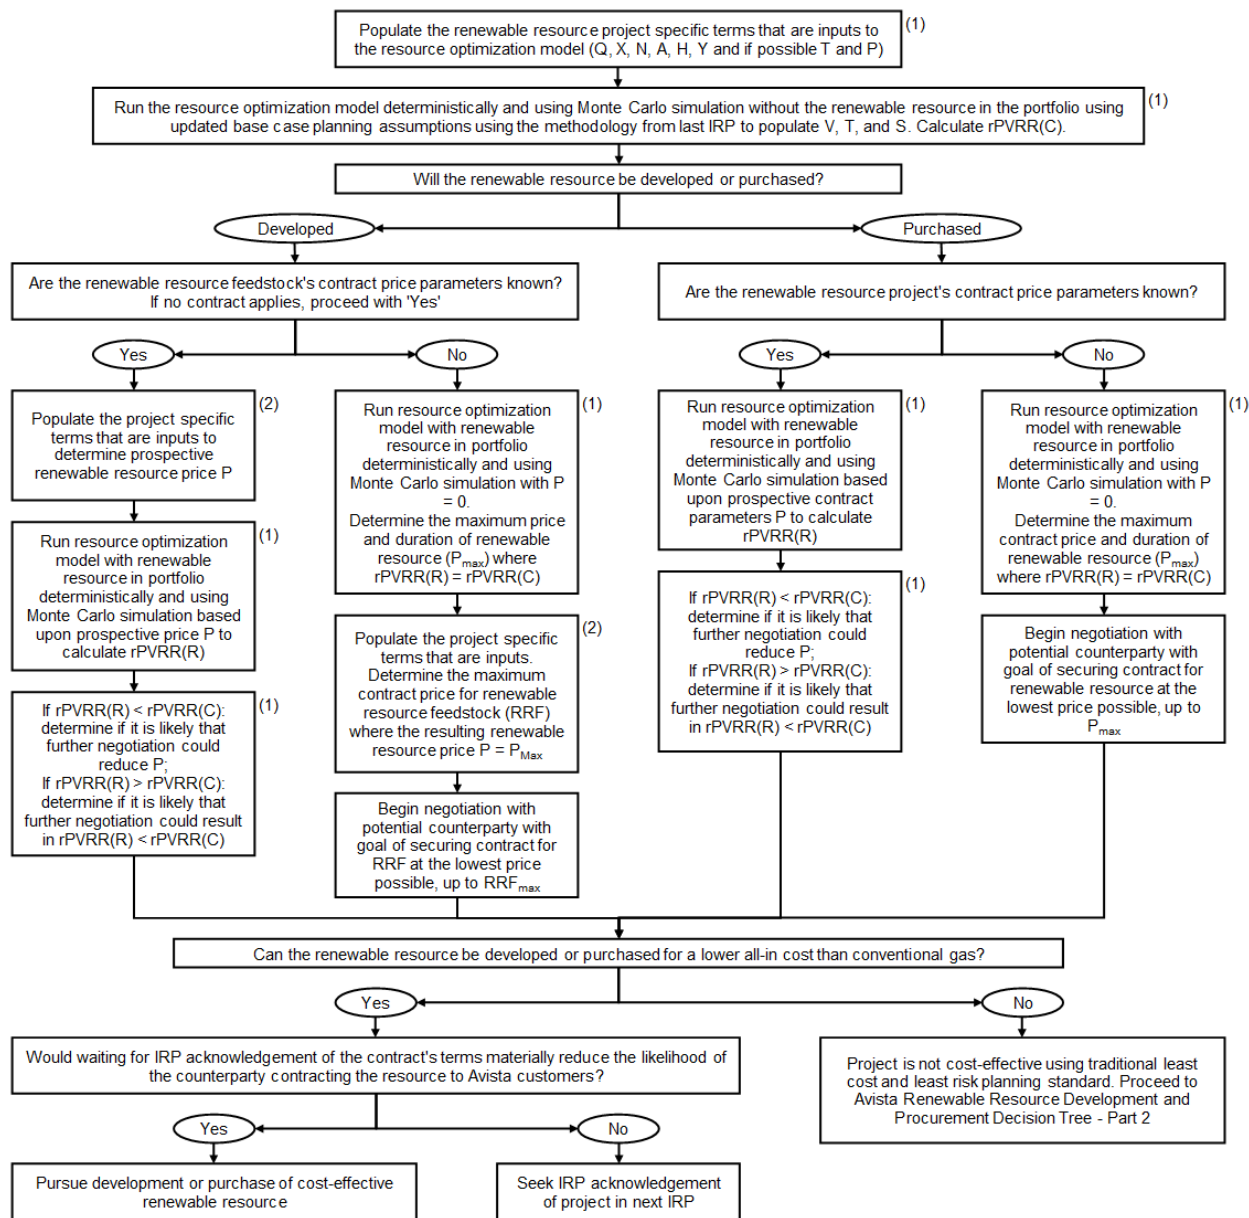 Populate the renewable resource project specific terms that are inputs to
the resource optimization model (Q, X, N, A, H, Y and if possible T and P)
(1)
Run the resource optimization model deterministically and using Monte Carlo simulation without the renewable resource in the portfolio using
updated base case planning assumptions using the methodology from last IRP to populate V, T, and S. Calculate rPVRR(C).
(1)
Will the renewable resource be developed or purchased?
Developed
Purchased
Are the renewable resource feedstock's contract price parameters known?
If no contract applies, proceed with 'Yes'
Are the renewable resource project's contract price parameters known?
Yes
No
Yes
No
Populate the project specific
terms that are inputs to
determine prospective
renewable resource price P
(2)
Run resource optimization
model with renewable
resource in portfolio
deterministically and using
Monte Carlo simulation based
upon prospective price P to
calculate rPVRR(R)
(1)
If rPVRR(R) < rPVRR(C):
determine if it is likely that
further negotiation could
reduce P;
If rPVRR(R) > rPVRR(C):
determine if it is likely that
further negotiation could result
in rPVRR(R) < rPVRR(C)
(1)
Run resource optimization
model with renewable
resource in portfolio
deterministically and using
Monte Carlo simulation with P
= 0.
Determine the maximum price
and duration of renewable
resource (Pmax) where
rPVRR(R) = rPVRR(C)
(1)
Populate the project specific
terms that are inputs.
Determine the maximum
contract price for renewable
resource feedstock (RRF)
where the resulting renewable
resource price P = PMax
(2)
Begin negotiation with
potential counterparty with
goal of securing contract for
RRF at the lowest price
possible, up to RRFmax
Run resource optimization
model with renewable
resource in portfolio
deterministically and using
Monte Carlo simulation based
upon prospective contract
parameters P to calculate
rPVRR(R)
(1)
If rPVRR(R) < rPVRR(C):
determine if it is likely that
further negotiation could
reduce P;
If rPVRR(R) > rPVRR(C):
determine if it is likely that
further negotiation could result
in rPVRR(R) < rPVRR(C)
(1)
Run resource optimization
model with renewable
resource in portfolio
deterministically and using
Monte Carlo simulation with P
= 0.
Determine the maximum
contract price and duration of
renewable resource (Pmax)
where rPVRR(R) = rPVRR(C)
(1)
Begin negotiation with
potential counterparty with
goal of securing contract for
renewable resource at the
lowest price possible, up to
Pmax
Can the renewable resource be developed or purchased for a lower all-in cost than conventional gas?
Yes
No
Would waiting for IRP acknowledgement of the contract's terms materially reduce the likelihood of
the counterparty contracting the resource to Avista customers?
Project is not cost-effective using traditional least
cost and least risk planning standard. Proceed to
Avista Renewable Resource Development and
Procurement Decision Tree - Part 2
Yes
No
Pursue development or purchase of cost-effective
renewable resource
Seek IRP acknowledgement
of project in next IRP